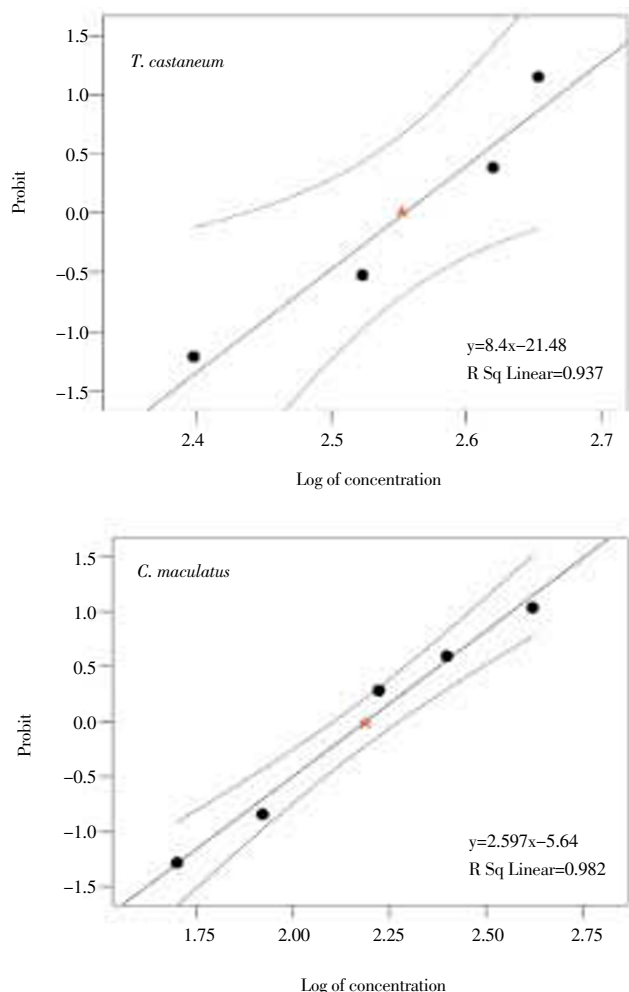 T. castaneum
1.5
1.0
0.5
0.0
−0.5
−1.0
−1.5
Probit
y=8.4x−21.48
R Sq Linear=0.937
2.4 2.5 2.6 2.7
Log of concentration
C. maculatus
1.5
1.0
0.5
0.0
−0.5
−1.0
−1.5
Probit
y=2.597x−5.64
R Sq Linear=0.982
1.75 2.00 2.25 2.50 2.75
Log of concentration